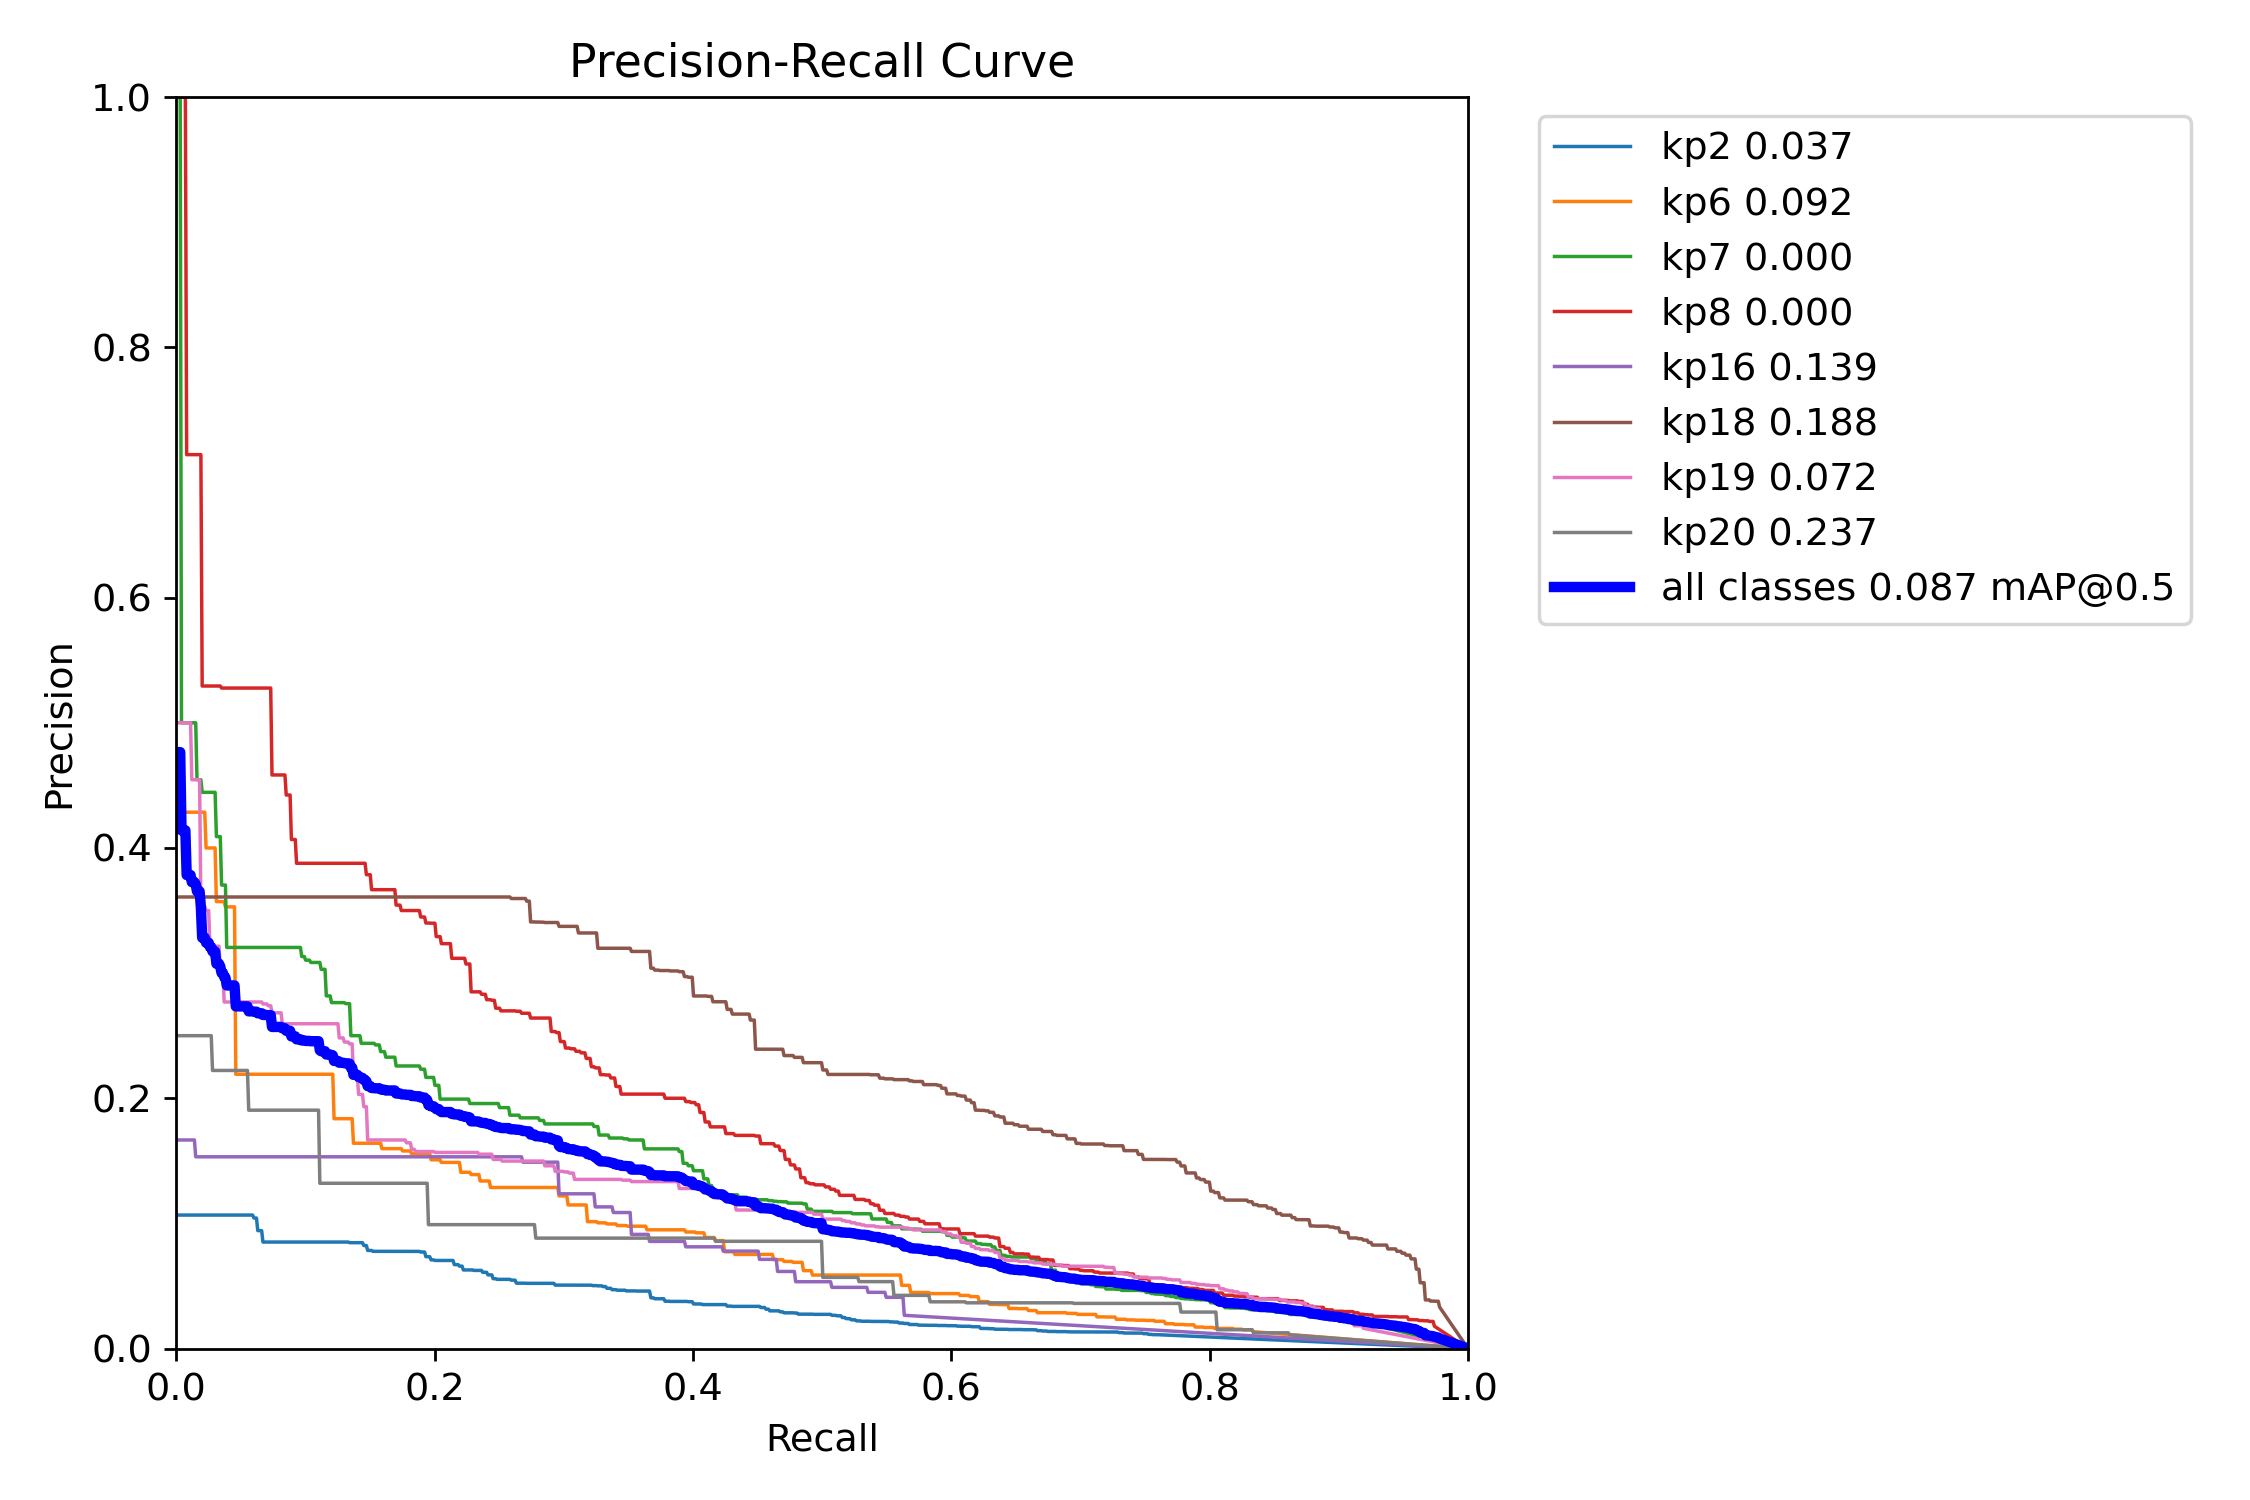 Precision-Recall Curve
1.0
0.8
0.6
0.4
0.2
0.0
Precision
0.0 0.2 0.4 0.6 0.8 1.0
Recall
kp2 0.037
kp6 0.092
kp7 0.000
kp8 0.000
kp16 0.139
kp18 0.188
kp19 0.072
kp20 0.237
all classes 0.087 mAP@0.5